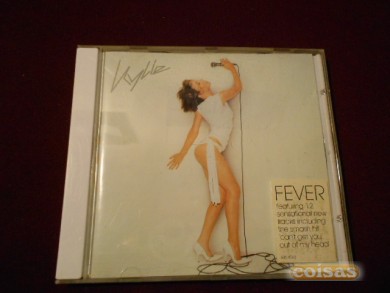 Kylie
FEVER
featuring 12
sensational new
tracks including
the smash hit
'can't get you
out of my head'
coisas